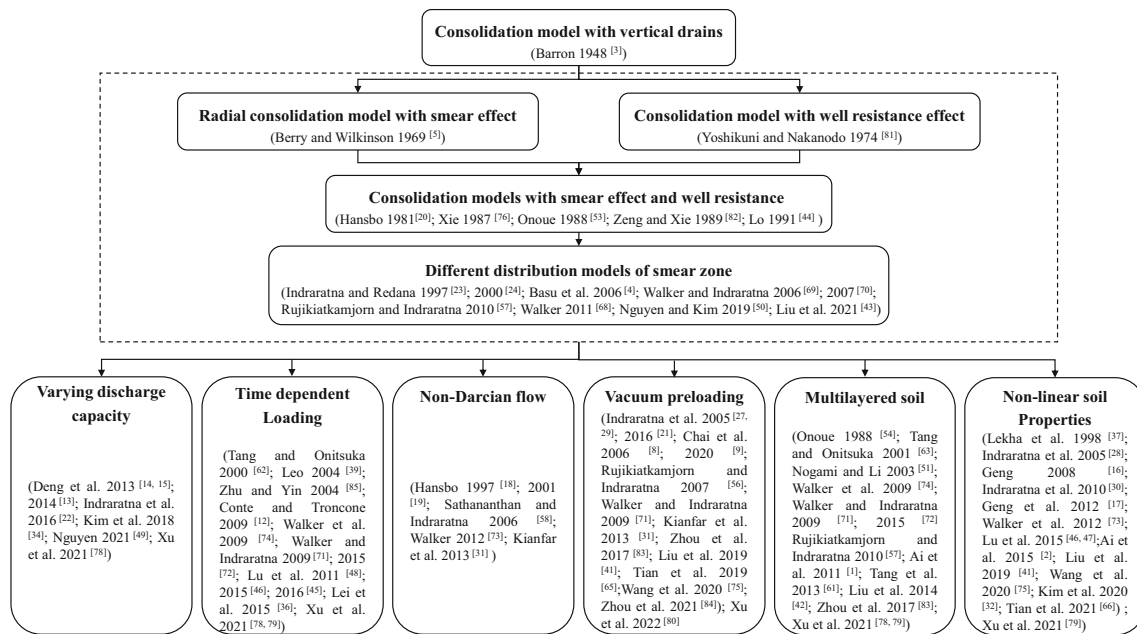 Consolidation model with vertical drains
(Barron 1948 [3])
Radial consolidation model with smear effect
(Berry and Wilkinson 1969 [5])
Consolidation model with well resistance effect
(Yoshikuni and Nakanodo 1974 [81])
Consolidation models with smear effect and well resistance
(Hansbo 1981[20]; Xie 1987 [76]; Onoue 1988 [53]; Zeng and Xie 1989 [82]; Lo 1991 [44] )
Different distribution models of smear zone
(Indraratna and Redana 1997 [23]; 2000 [24]; Basu et al. 2006 [4]; Walker and Indraratna 2006 [69]; 2007 [70];
Rujikiatkamjorn and Indraratna 2010 [57]; Walker 2011 [68]; Nguyen and Kim 2019 [50]; Liu et al. 2021 [43])
Varying discharge
capacity
(Deng et al. 2013 [14, 15];
2014 [13]; Indraratna et al.
2016 [22]; Kim et al. 2018
[34]; Nguyen 2021 [49]; Xu
et al. 2021 [78])
Time dependent
Loading
(Tang and Onitsuka
2000 [62]; Leo 2004 [39];
Zhu and Yin 2004 [85];
Conte and Troncone
2009 [12]; Walker et al.
2009 [74]; Walker and
Indraratna 2009 [71]; 2015
[72]; Lu et al. 2011 [48];
2015 [46]; 2016 [45]; Lei et
al. 2015 [36]; Xu et al.
2021 [78, 79])
Non-Darcian flow
(Hansbo 1997 [18]; 2001
[19]; Sathananthan and
Indraratna 2006 [58];
Walker 2012 [73]; Kianfar
et al. 2013 [31] )
Vacuum preloading
(Indraratna et al. 2005 [27,
29]; 2016 [21]; Chai et al.
2006 [8]; 2020 [9];
Rujikiatkamjorn and
Indraratna 2007 [56];
Walker and Indraratna
2009 [71]; Kianfar et al.
2013 [31]; Zhou et al.
2017 [83]; Liu et al. 2019
[41]; Tian et al. 2019
[65];Wang et al. 2020 [75];
Zhou et al. 2021 [84]); Xu
et al. 2022 [80]
Multilayered soil
(Onoue 1988 [54]; Tang
and Onitsuka 2001 [63];
Nogami and Li 2003 [51];
Walker et al. 2009 [74];
Walker and Indraratna
2009 [71]; 2015 [72]
Rujikiatkamjorn and
Indraratna 2010 [57]; Ai et
al. 2011 [1]; Tang et al.
2013 [61]; Liu et al. 2014
[42]; Zhou et al. 2017 [83];
Xu et al. 2021 [78, 79])
Non-linear soil
Properties
(Lekha et al. 1998 [37];
Indraratna et al. 2005 [28];
Geng 2008 [16];
Indraratna et al. 2010 [30];
Geng et al. 2012 [17];
Walker et al. 2012 [73];
Lu et al. 2015 [46, 47];Ai et
al. 2015 [2]; Liu et al.
2019 [41]; Wang et al.
2020 [75]; Kim et al. 2020
[32]; Tian et al. 2021 [66]) ;
Xu et al. 2021 [79]